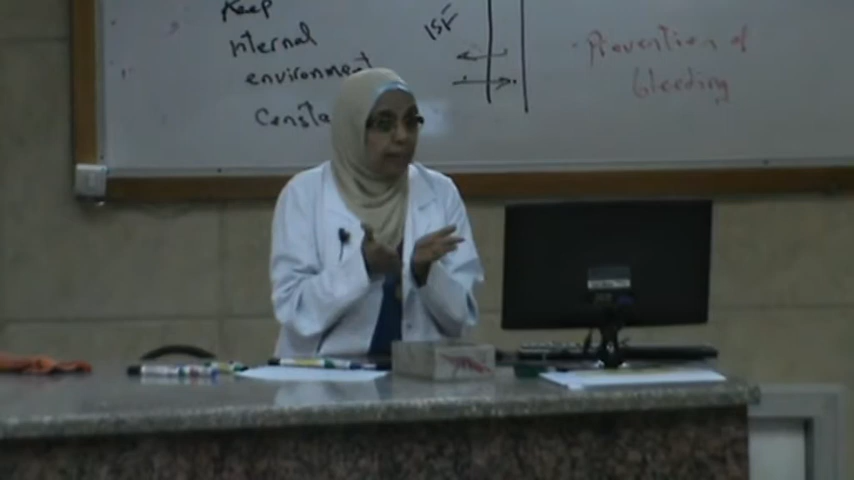 Keep
internal
environment
Consta
ISF
Prevention of
bleeding